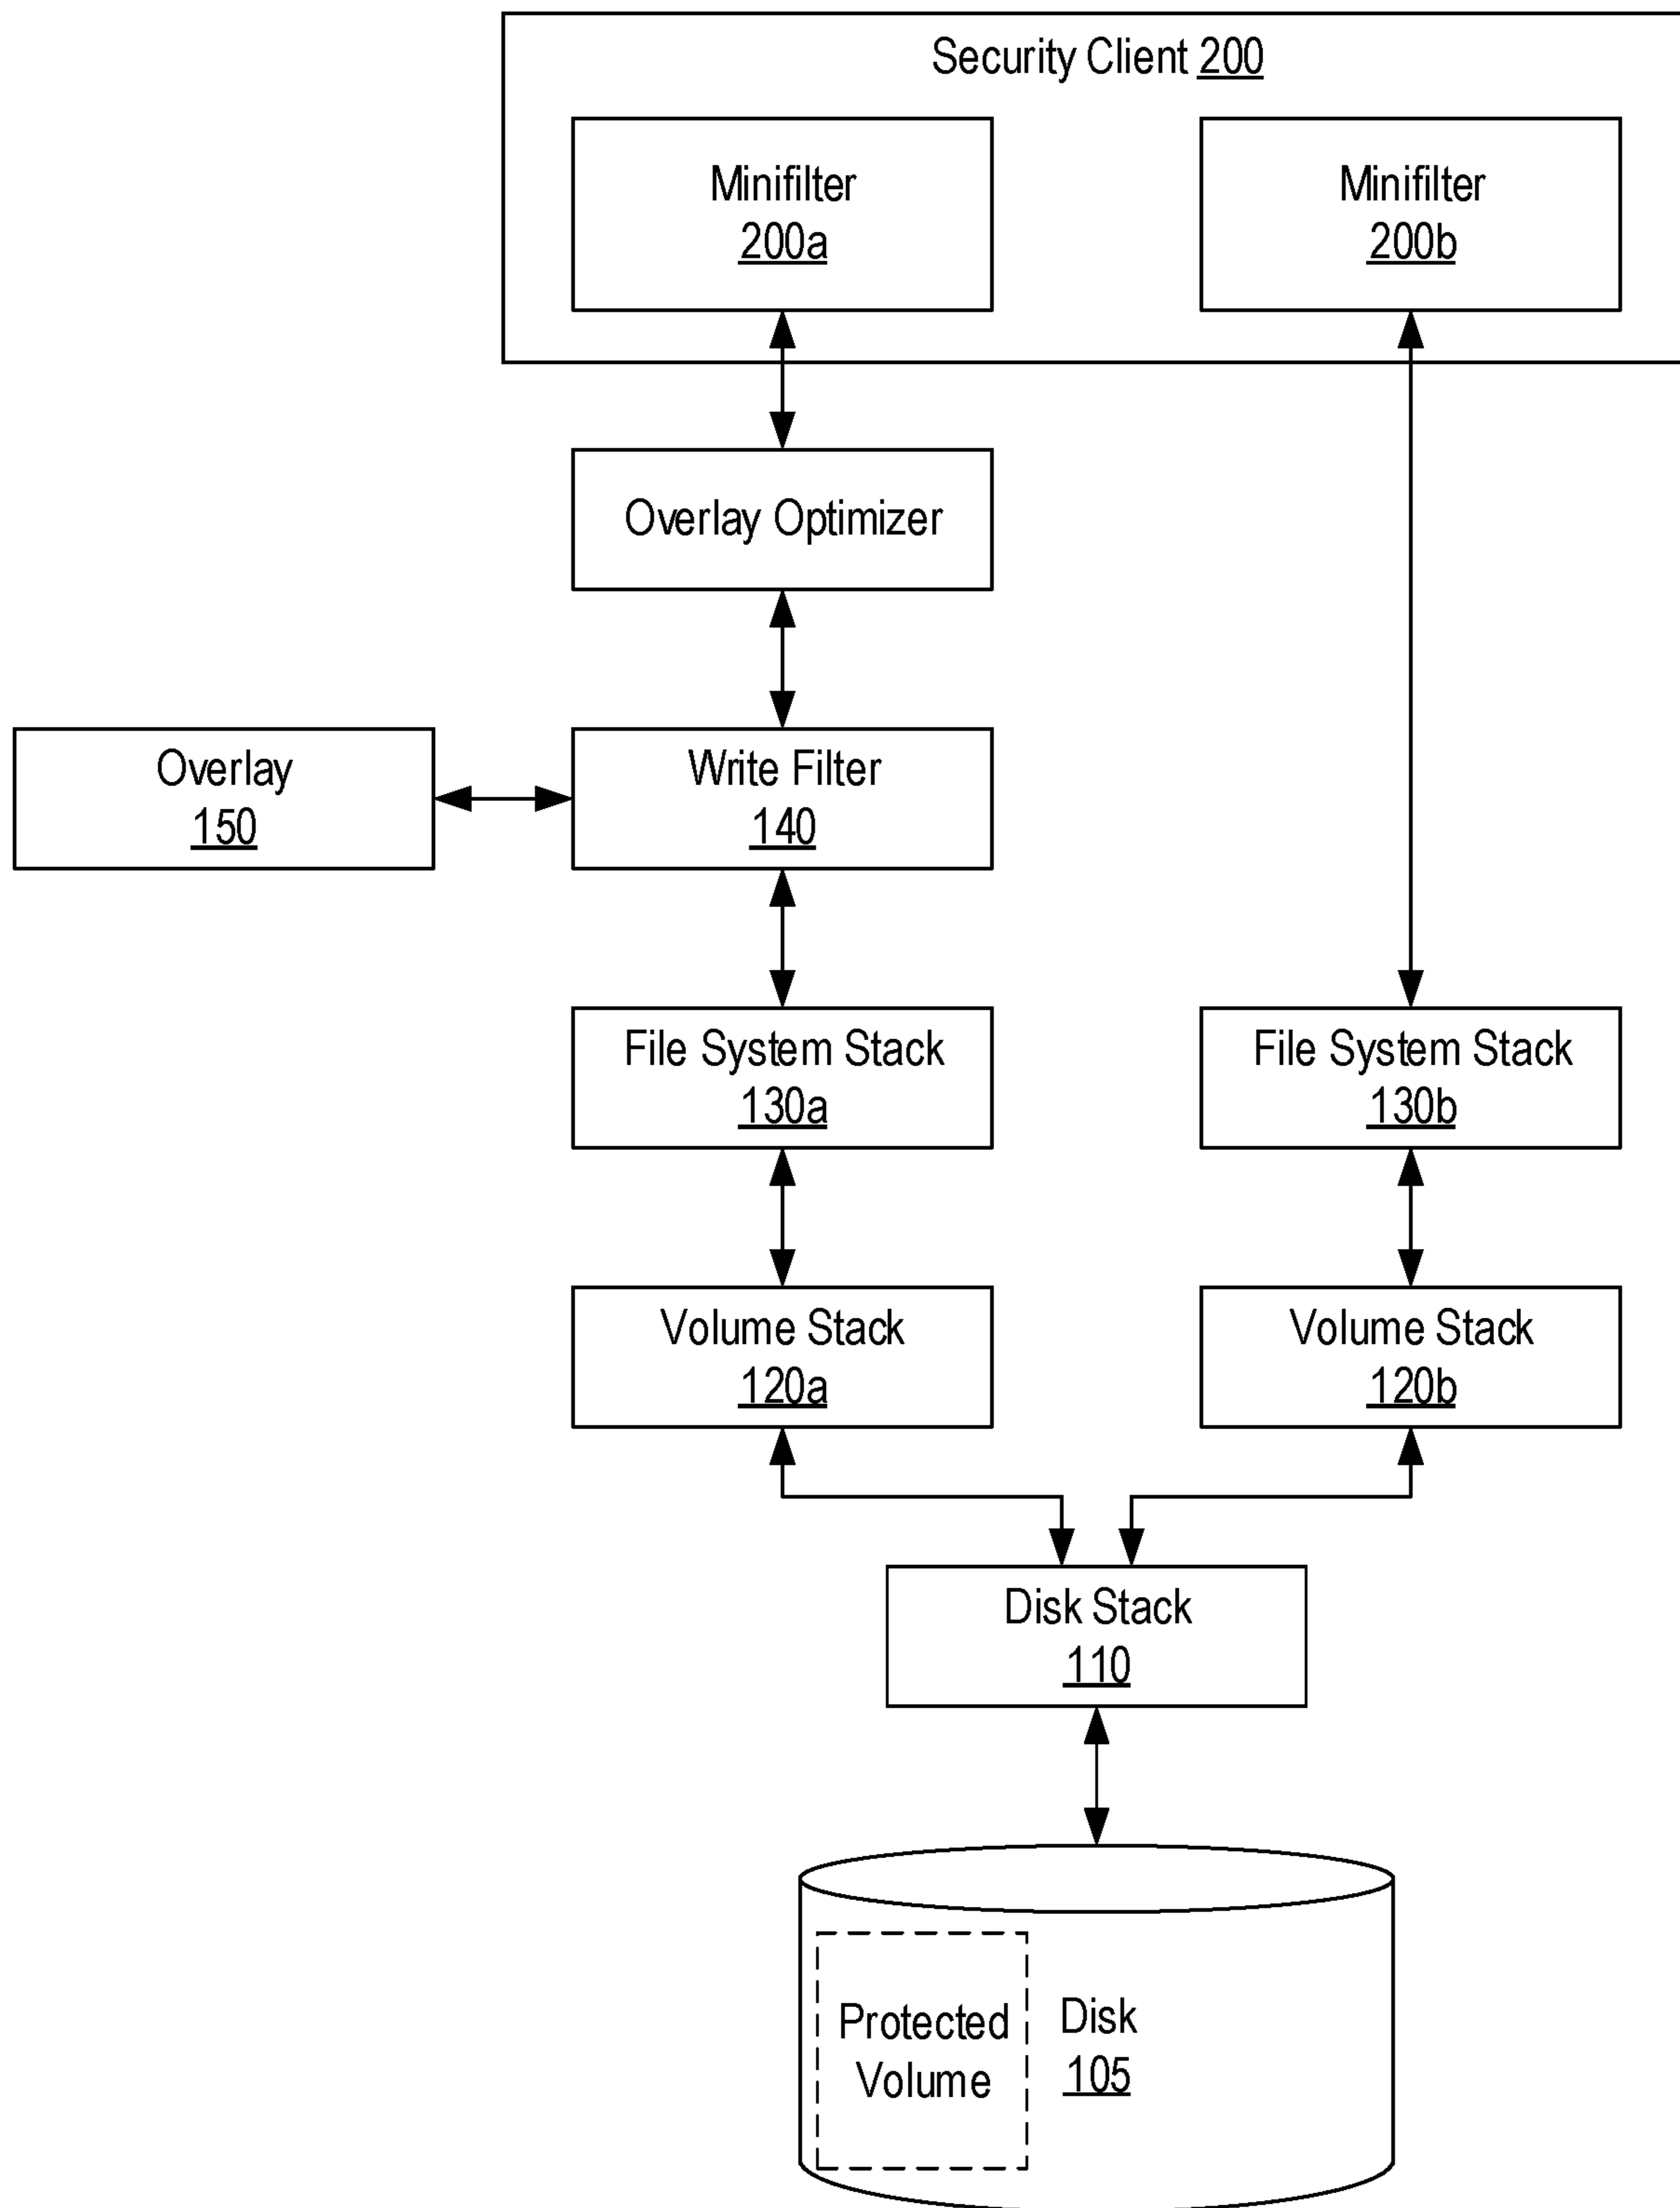 Security Client 200
Minifilter
200a
Minifilter
200b
Overlay Optimizer
Overlay
150
Write Filter
140
File System Stack
130a
File System Stack
130b
Volume Stack
120a
Volume Stack
120b
Disk Stack
110
Protected
Volume
Disk
105